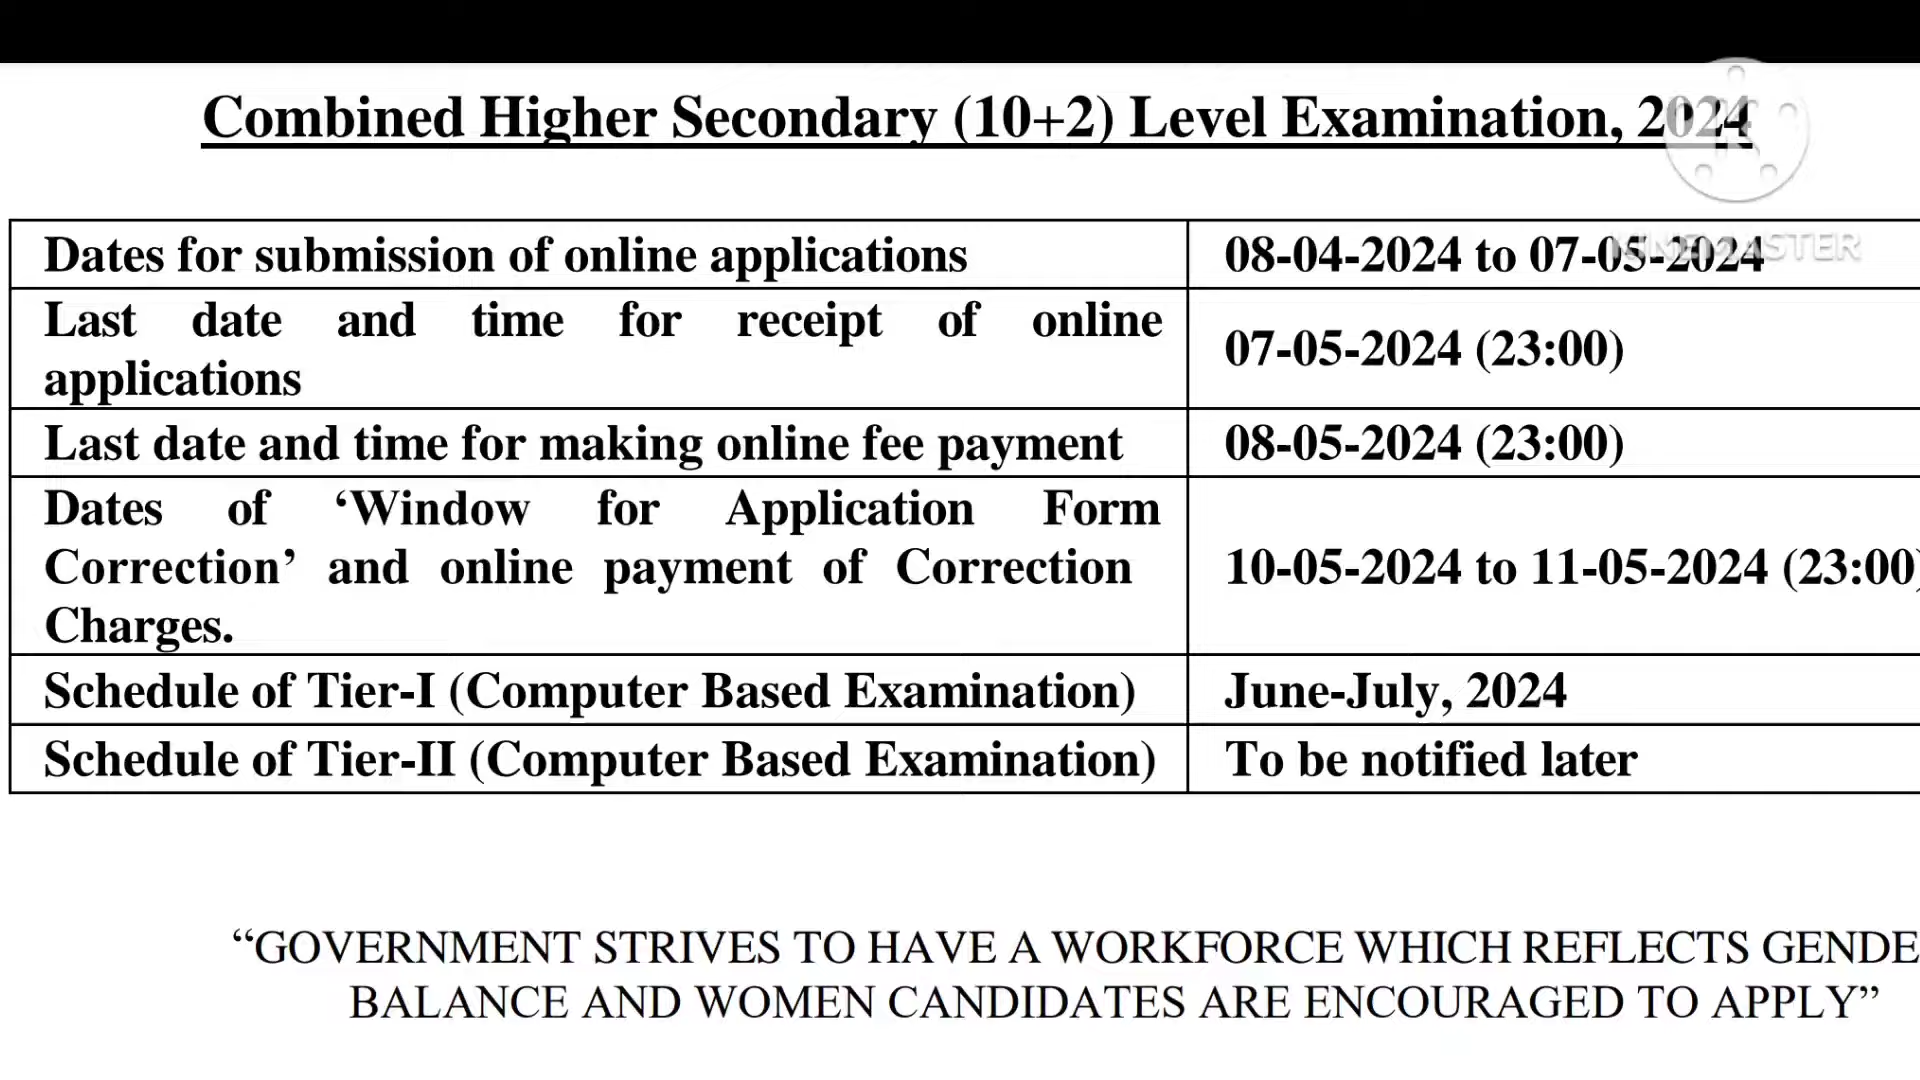 Combined Higher Secondary (10+2) Level Examination, 2024
KINEMASTER
Dates for submission of online applications
08-04-2024 to 07-05-2024
Last date and time for receipt of online
applications
07-05-2024 (23:00)
Last date and time for making online fee payment
08-05-2024 (23:00)
Dates of ‘Window for Application Form
Correction’ and online payment of Correction
Charges.
10-05-2024 to 11-05-2024 (23:00)
Schedule of Tier-I (Computer Based Examination)
June-July, 2024
Schedule of Tier-II (Computer Based Examination)
To be notified later
“GOVERNMENT STRIVES TO HAVE A WORKFORCE WHICH REFLECTS GENDE
BALANCE AND WOMEN CANDIDATES ARE ENCOURAGED TO APPLY”